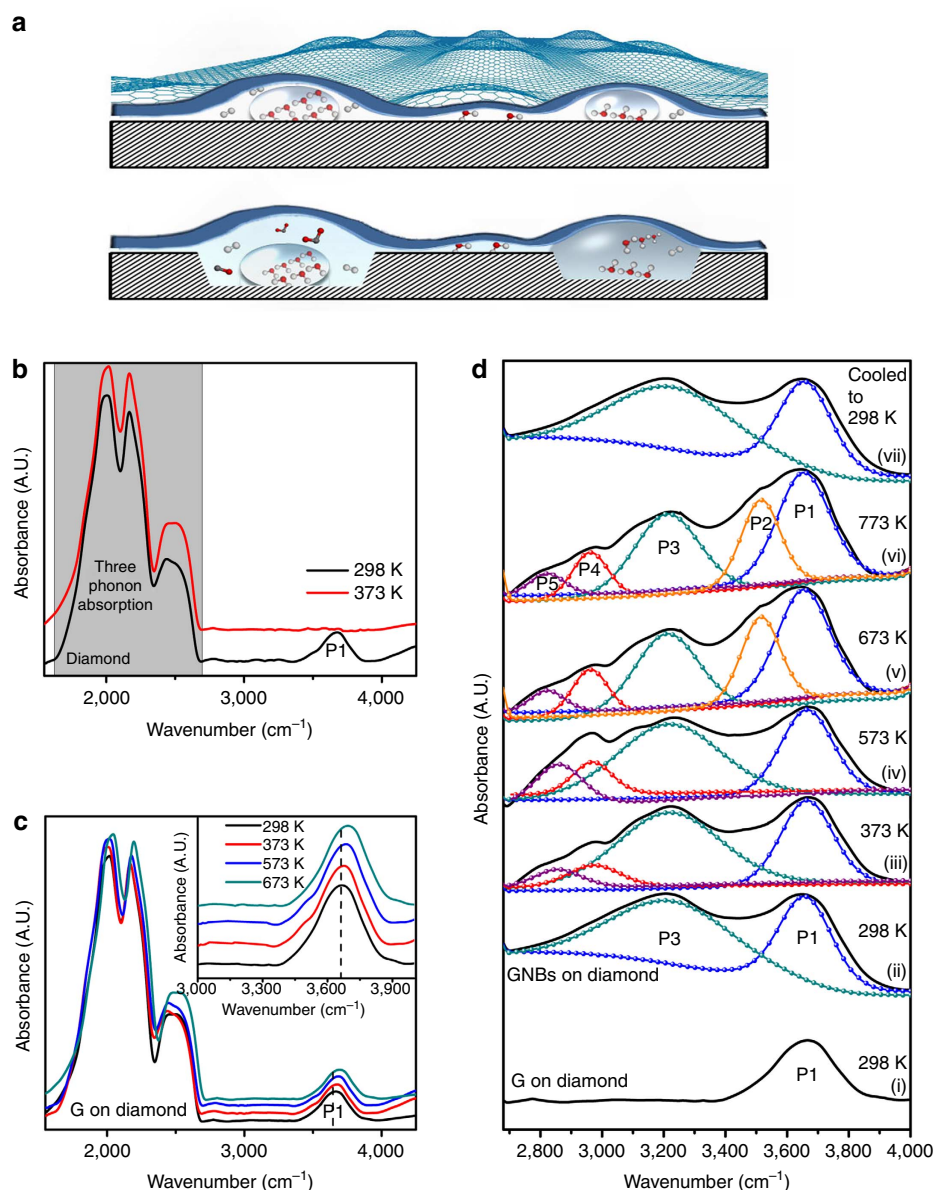 a
b
Absorbance (A.U.)
Three
phonon
absorption
Diamond
298 K
373 K
P1
2,000
3,000
4,000
Wavenumber (cm⁻¹)
c
Absorbance (A.U.)
298 K
373 K
573 K
673 K
Absorbance (A.U.)
3,000
3,300
3,600
3,900
Wavenumber (cm⁻¹)
G on diamond
P1
2,000
3,000
4,000
Wavenumber (cm⁻¹)
d
Absorbance (A.U.)
Cooled
to
298 K
(vii)
P5
P4
P3
P2
P1
773 K
(vi)
673 K
(v)
573 K
(iv)
373 K
(iii)
P3
P1
298 K
GNBs on diamond
(ii)
P1
298 K
G on diamond
(i)
2,800
3,000
3,200
3,400
3,600
3,800
4,000
Wavenumber (cm⁻¹)